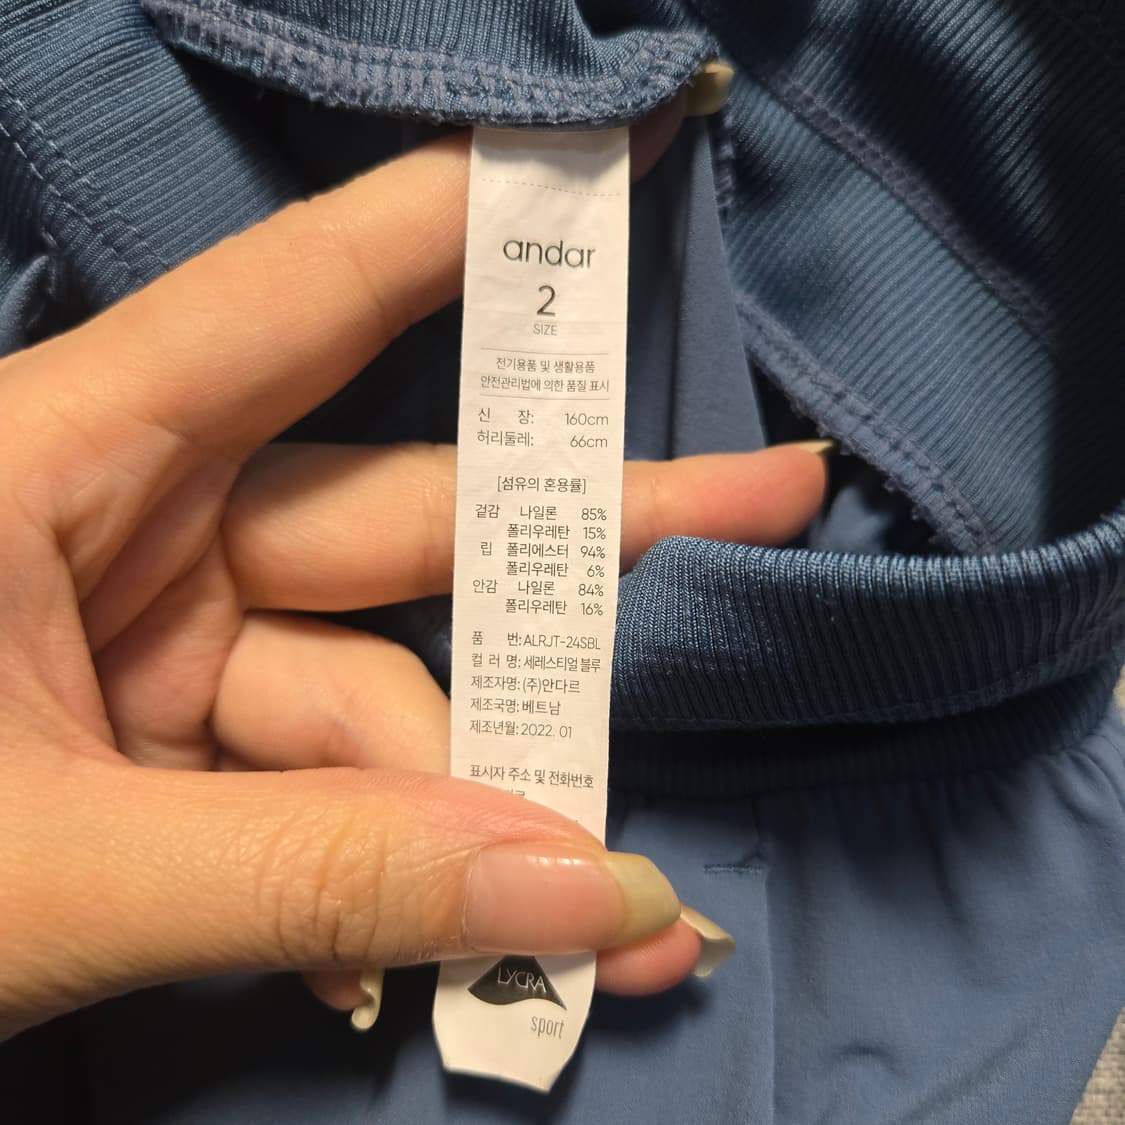 andar
2
SIZE
전기용품 및 생활용품
안전관리법에 의한 품질 표시
신 장: 160cm
허리둘레: 66cm
[섬유의 혼용률]
겉감 나일론 85%
폴리우레탄 15%
립 폴리에스터 94%
폴리우레탄 6%
안감 나일론 84%
폴리우레탄 16%
품 번: ALRJT-24SBL
컬 러 명: 세레스티얼 블루
제조자명: (주)안다르
제조국명: 베트남
제조년월: 2022. 01
표시자 주소 및 전화번호
LYCRA
sport